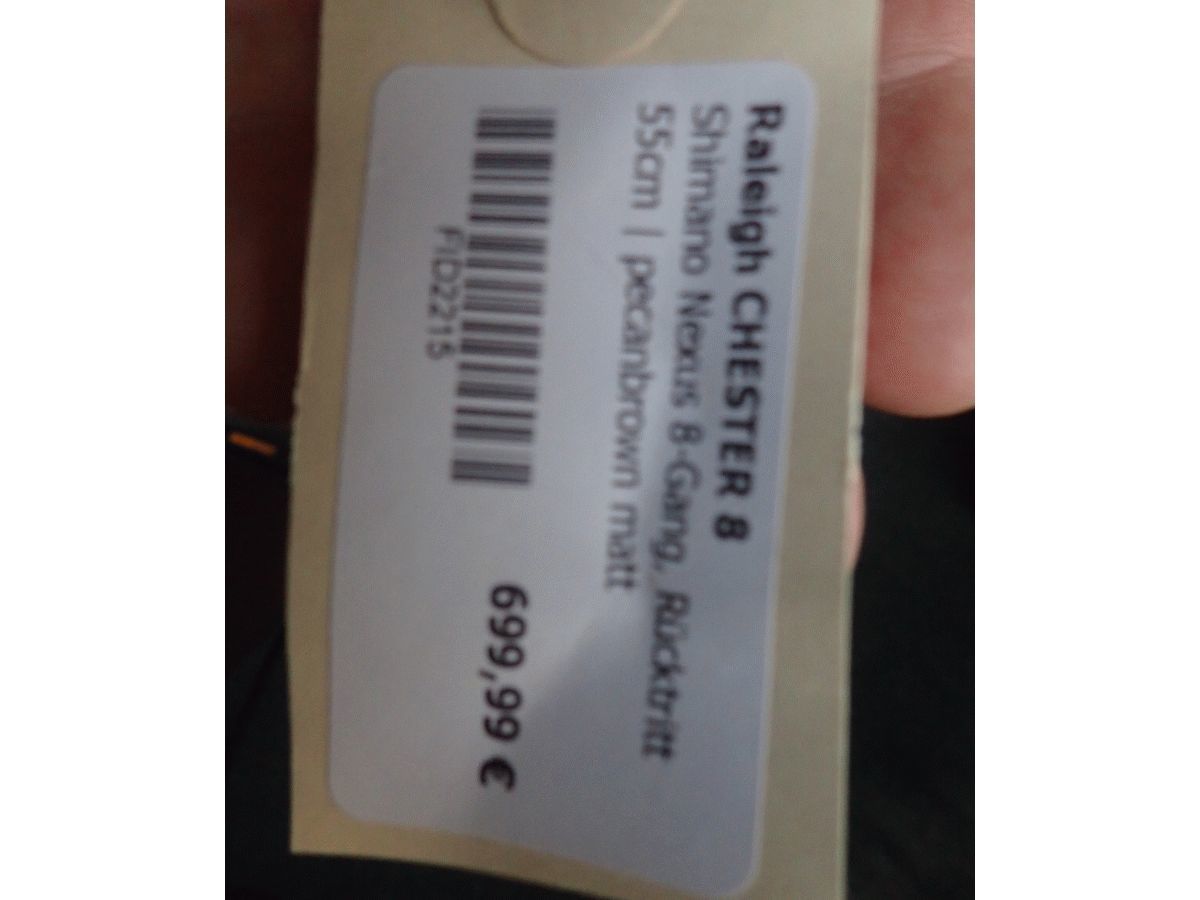 Raleigh CHESTER 8
Shimano Nexus 8-Gang, Rücktritt
55cm | pecanbrown matt
699,99 €
FID2215